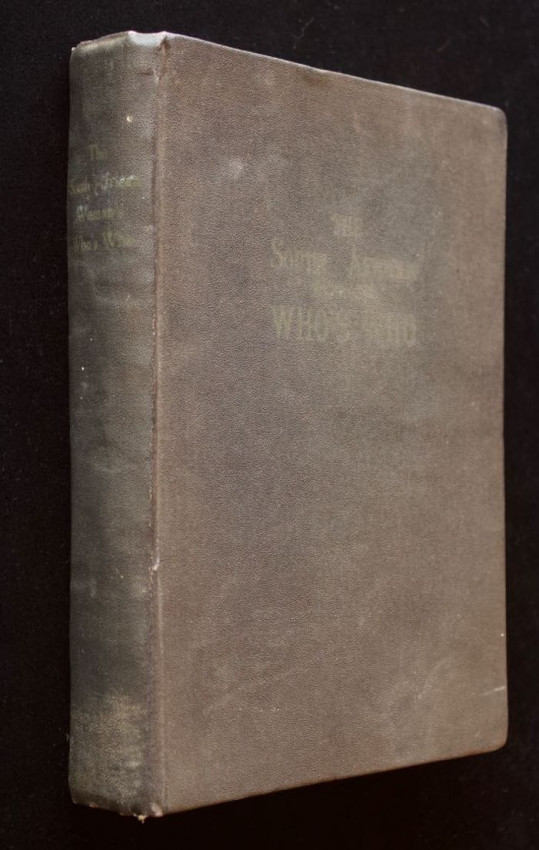 The
South African
Woman's
Who's Who
THE
SOUTH AFRICAN
WHO'S WHO